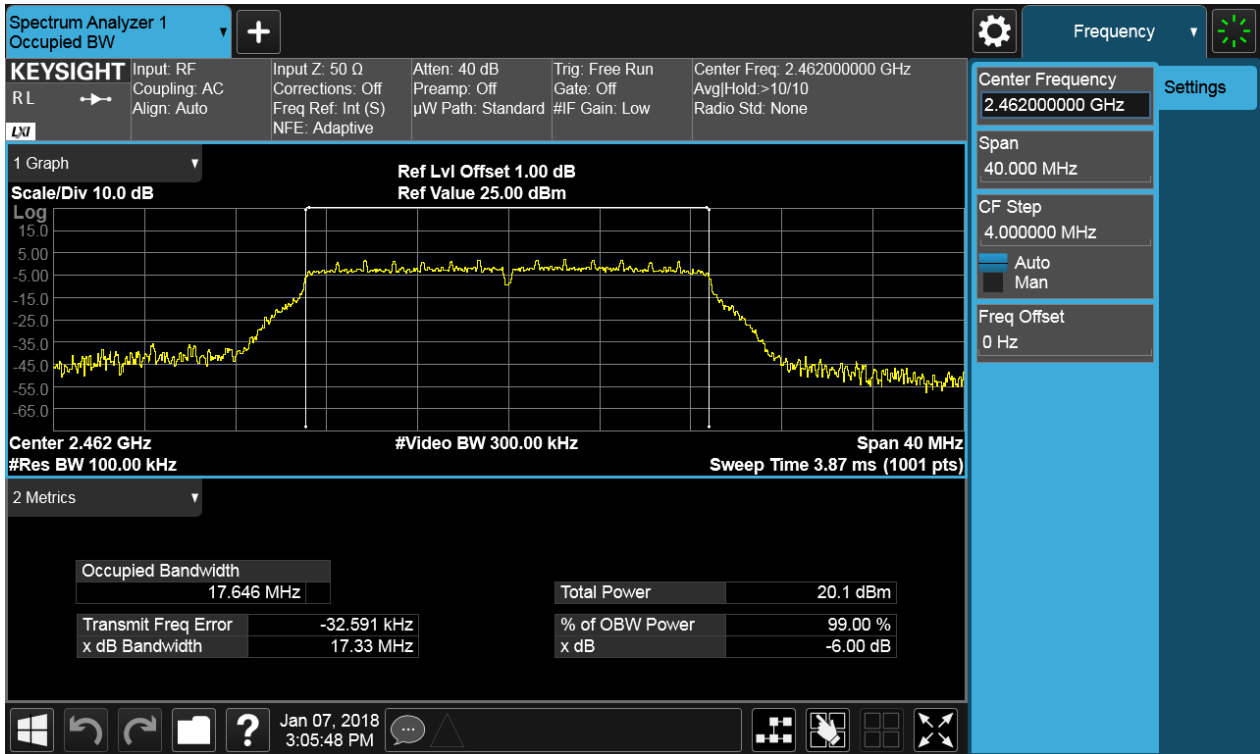 Spectrum Analyzer 1
Occupied BW
Frequency
KEYSIGHT
R L
LXI
Input: RF
Coupling: AC
Align: Auto
Input Z: 50 Ω
Corrections: Off
Freq Ref: Int (S)
NFE: Adaptive
Atten: 40 dB
Preamp: Off
µW Path: Standard
Trig: Free Run
Gate: Off
#IF Gain: Low
Center Freq: 2.462000000 GHz
Avg|Hold:>10/10
Radio Std: None
Center Frequency
2.462000000 GHz
Settings
Span
40.000 MHz
CF Step
4.000000 MHz
Auto
Man
Freq Offset
0 Hz
1 Graph
Scale/Div 10.0 dB
Ref Lvl Offset 1.00 dB
Ref Value 25.00 dBm
Log
15.0
5.00
-5.00
-15.0
-25.0
-35.0
-45.0
-55.0
-65.0
Center 2.462 GHz
#Res BW 100.00 kHz
#Video BW 300.00 kHz
Span 40 MHz
Sweep Time 3.87 ms (1001 pts)
2 Metrics
Occupied Bandwidth
17.646 MHz
Transmit Freq Error -32.591 kHz
x dB Bandwidth 17.33 MHz
Total Power 20.1 dBm
% of OBW Power 99.00 %
x dB -6.00 dB
Jan 07, 2018
3:05:48 PM